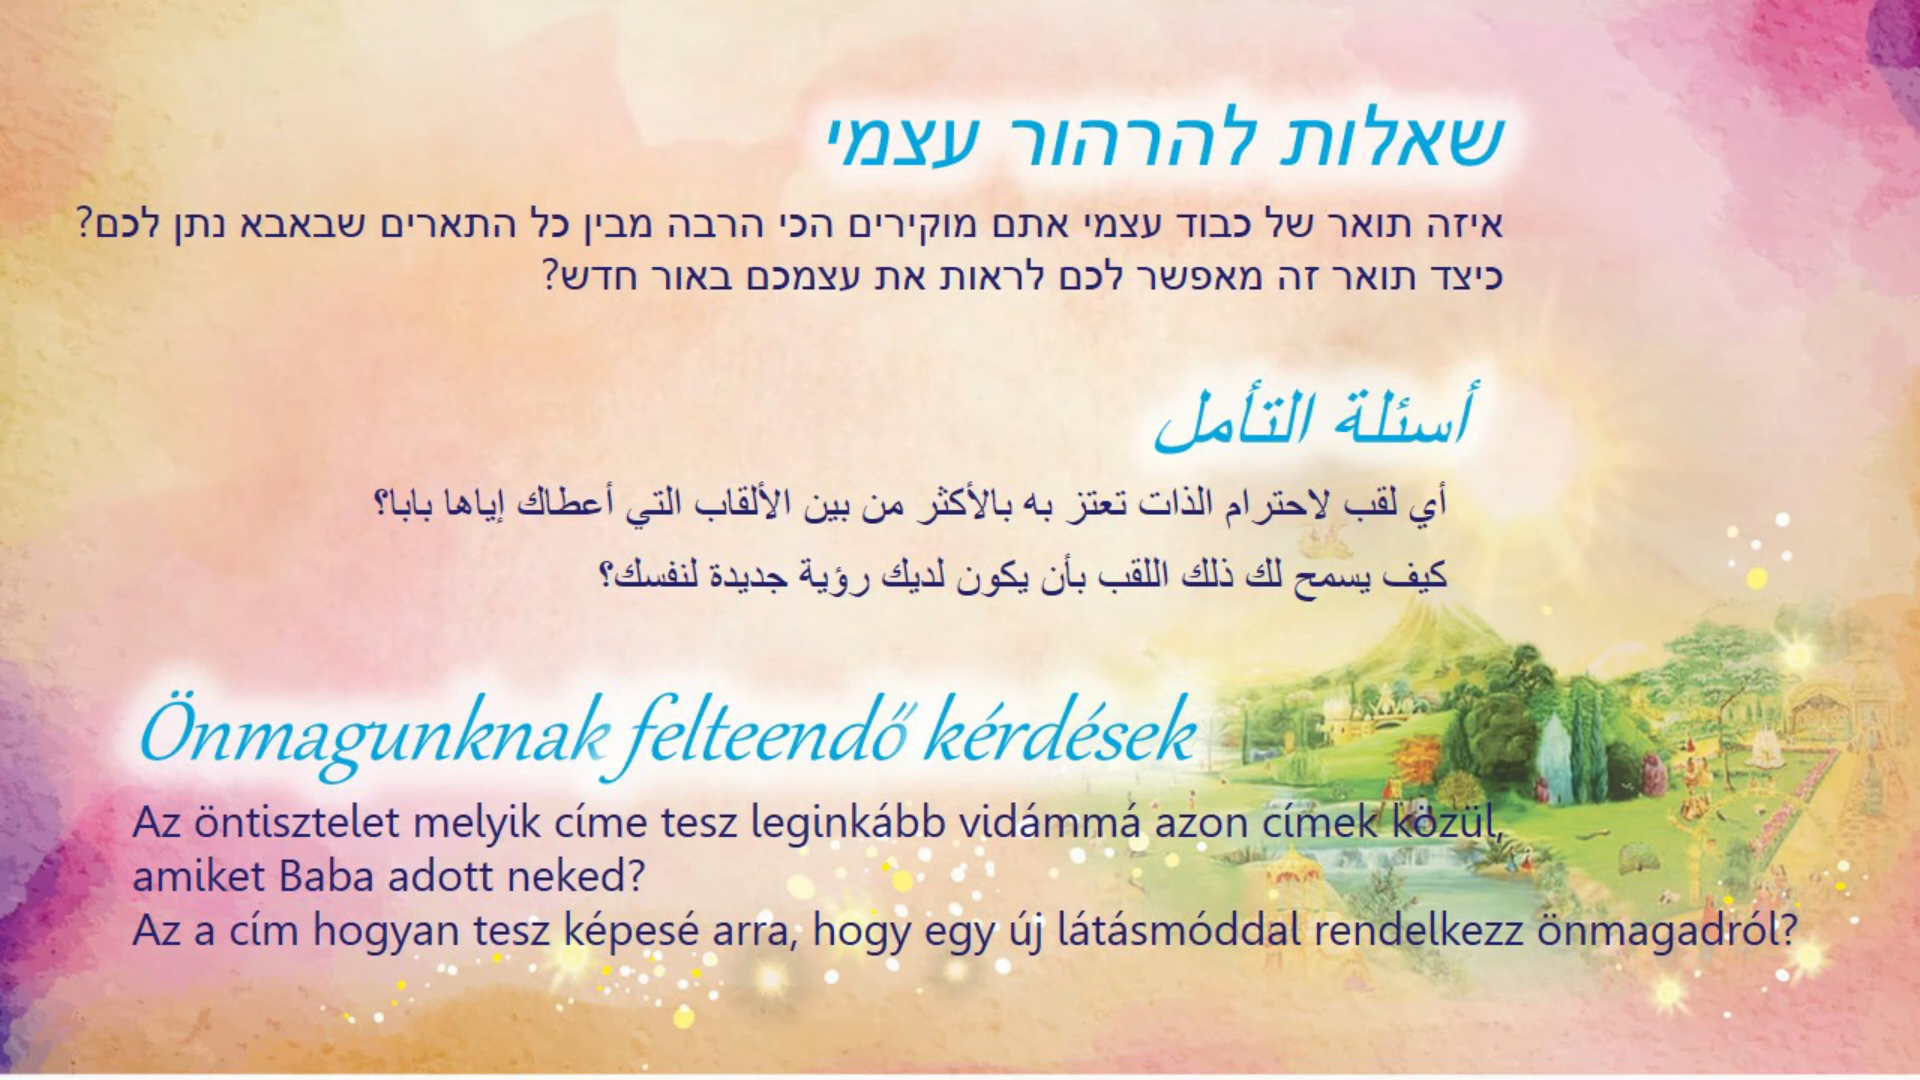 שאלות להרהור עצמי
איזה תואר של כבוד עצמי אתם מוקירים הכי הרבה מבין כל התארים שבאבא נתן לכם?
כיצד תואר זה מאפשר לכם לראות את עצמכם באור חדש?
أسئلة التأمل
أي لقب لاحترام الذات تعتز به بالأكثر من بين الألقاب التي أعطاك إياها بابا؟
كيف يسمح لك ذلك اللقب بأن يكون لديك رؤية جديدة لنفسك؟
Önmagunknak felteendő kérdések
Az öntisztelet melyik címe tesz leginkább vidámmá azon címek közül,
amiket Baba adott neked?
Az a cím hogyan tesz képesé arra, hogy egy új látásmóddal rendelkezz önmagadról?